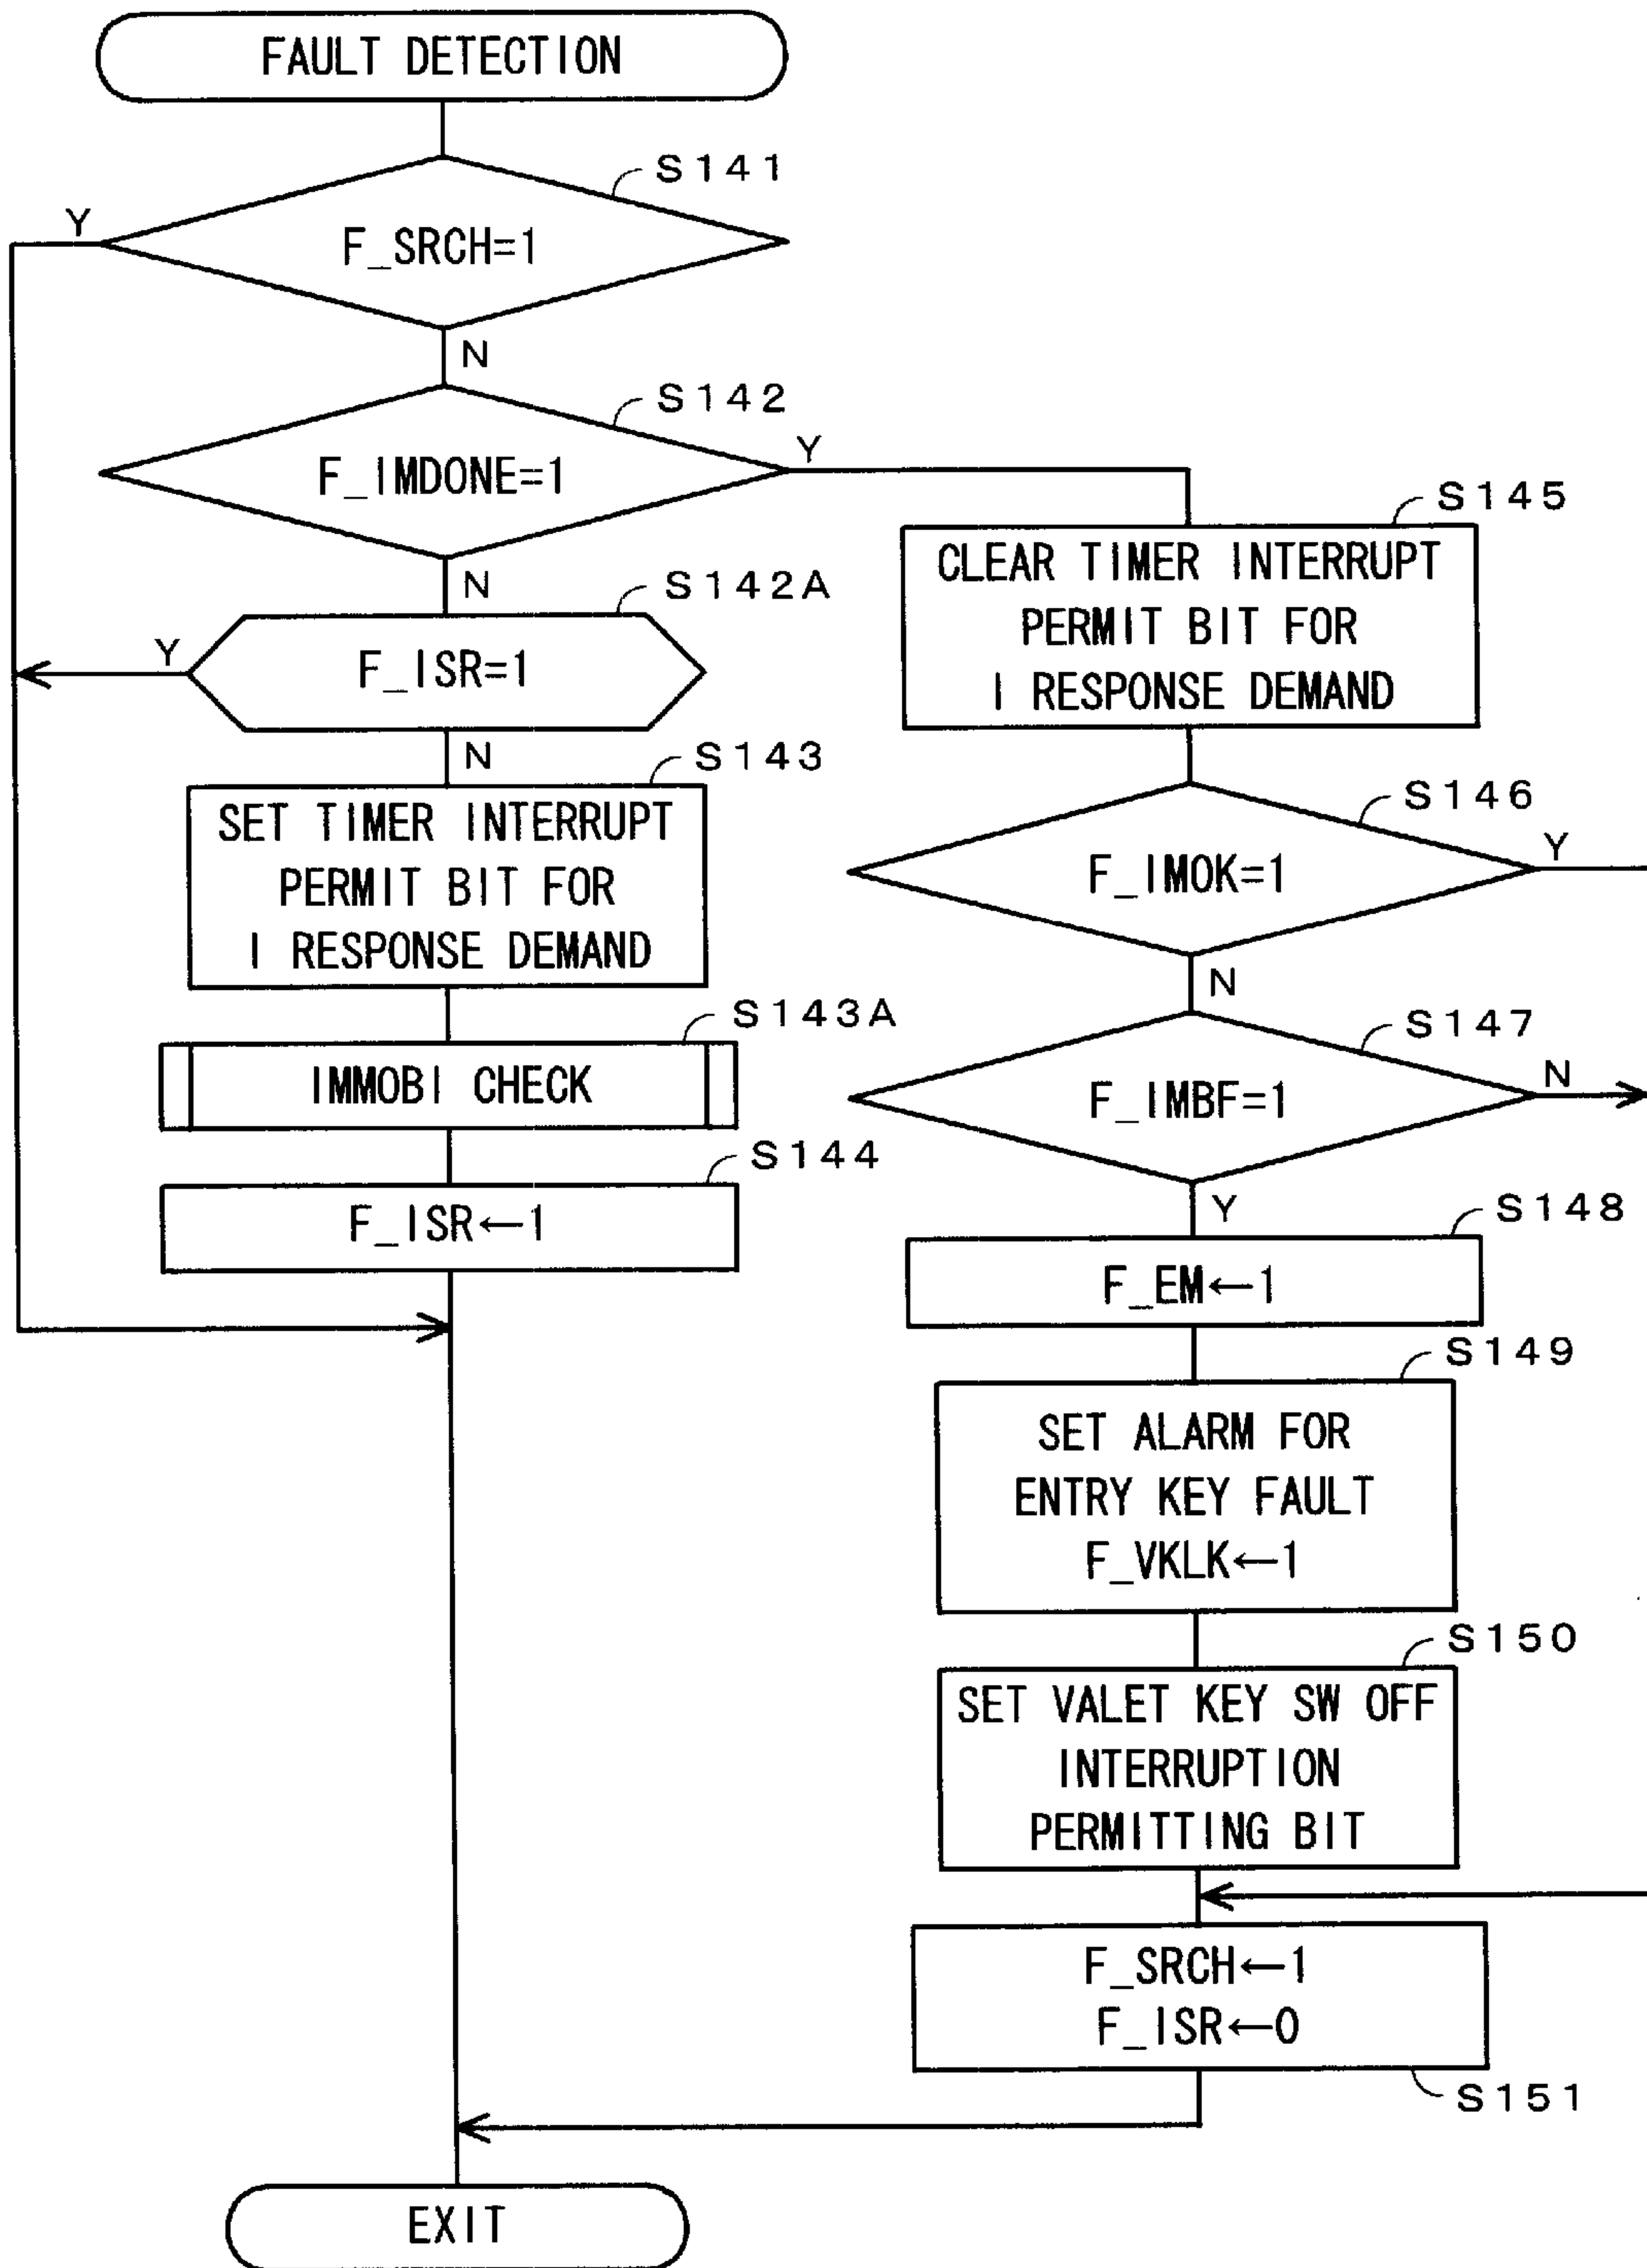 FAULT DETECTION
S141
Y
F_SRCH=1
N
S142
F_IMDONE=1
Y
N
S142A
Y
F_ISR=1
N
S143
SET TIMER INTERRUPT
PERMIT BIT FOR
I RESPONSE DEMAND
S143A
IMMOBI CHECK
S144
F_ISR←1
S145
CLEAR TIMER INTERRUPT
PERMIT BIT FOR
I RESPONSE DEMAND
S146
F_IMOK=1
Y
N
S147
F_IMBF=1
N
Y
S148
F_EM←1
S149
SET ALARM FOR
ENTRY KEY FAULT
F_VKLK←1
S150
SET VALET KEY SW OFF
INTERRUPTION
PERMITTING BIT
F_SRCH←1
F_ISR←0
S151
EXIT